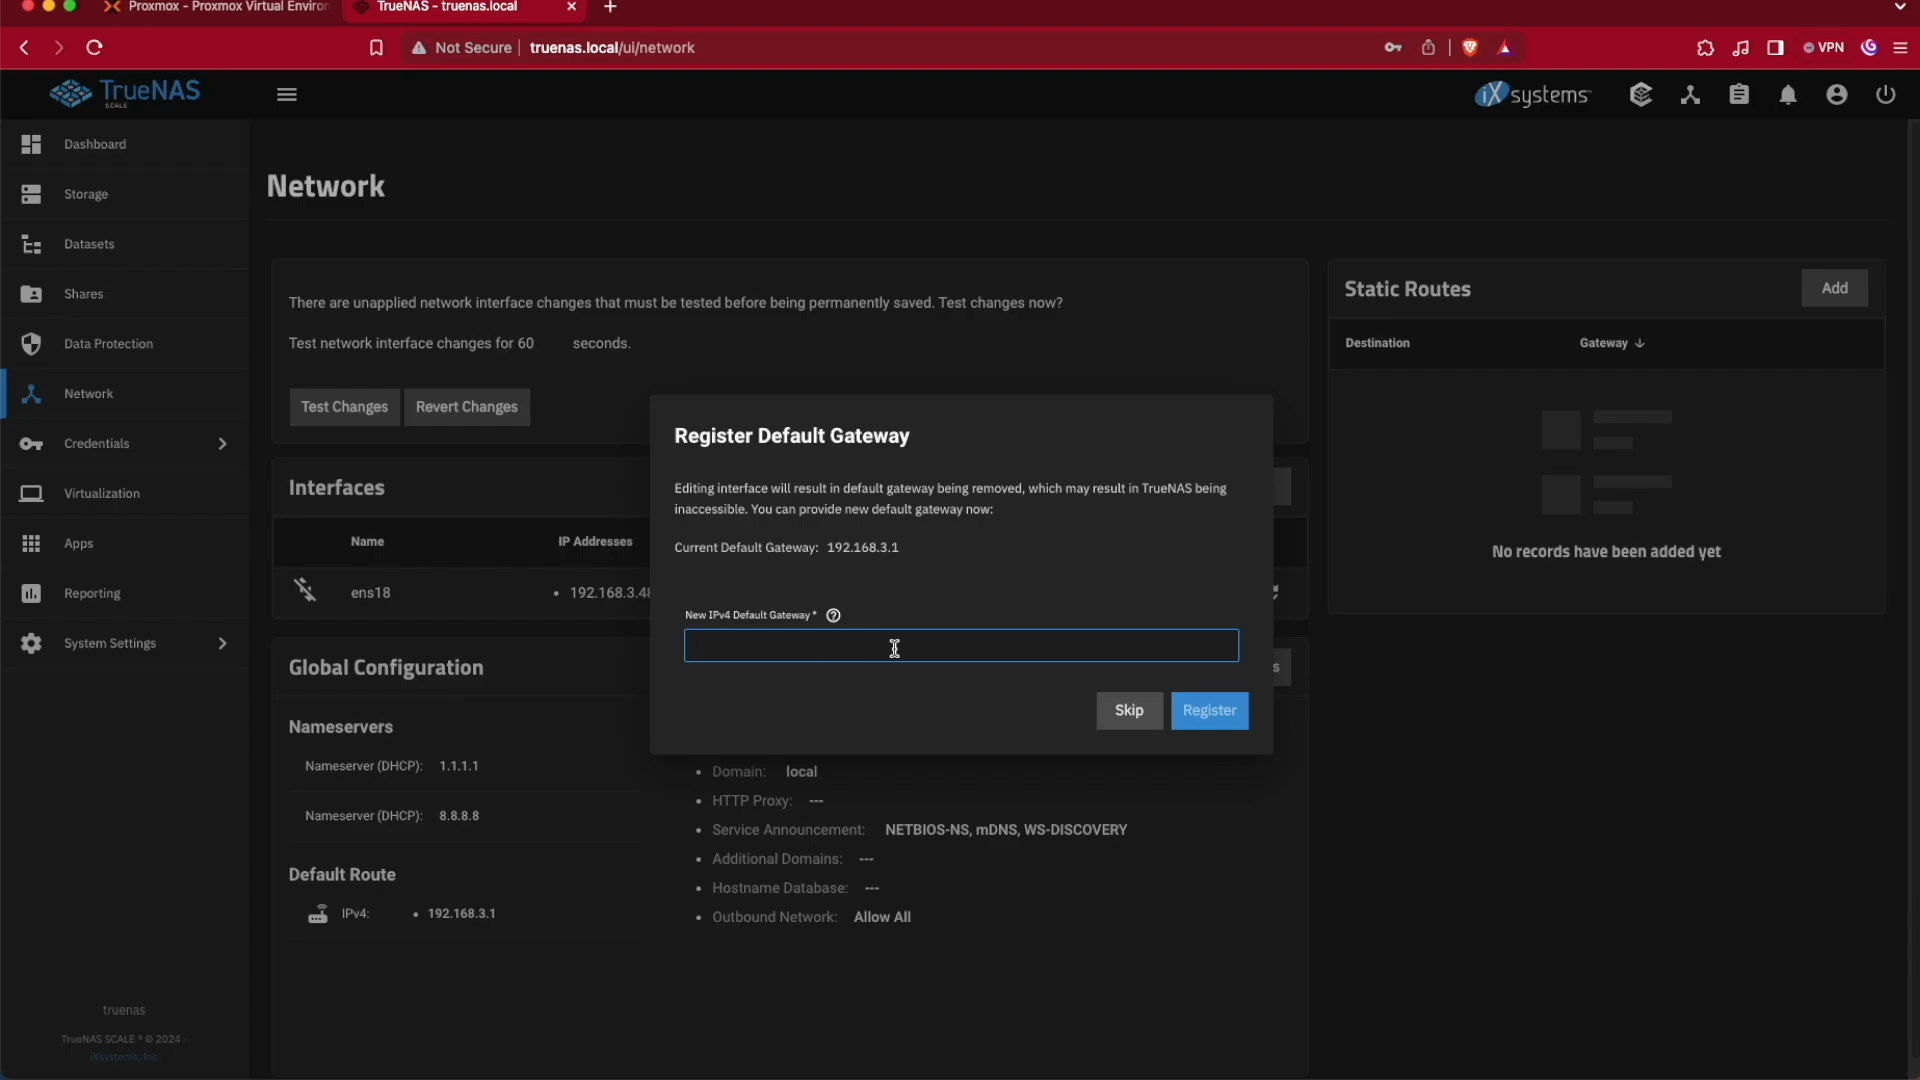 Proxmox - Proxmox Virtual Environ
TrueNAS - truenas.local
Not Secure
truenas.local/ui/network
VPN
TrueNAS
SCALE
iXsystems
Dashboard
Storage
Datasets
Shares
Data Protection
Network
Credentials
Virtualization
Apps
Reporting
System Settings
truenas
TrueNAS SCALE ® © 2024 -
iXsystems, Inc
Network
There are unapplied network interface changes that must be tested before being permanently saved. Test changes now?
Test network interface changes for 60 seconds.
Test Changes
Revert Changes
Interfaces
Name
IP Addresses
ens18
• 192.168.3.48
Global Configuration
s
Nameservers
Nameserver (DHCP): 1.1.1.1
Nameserver (DHCP): 8.8.8.8
Default Route
IPv4: • 192.168.3.1
• Domain: local
• HTTP Proxy: ---
• Service Announcement: NETBIOS-NS, mDNS, WS-DISCOVERY
• Additional Domains: ---
• Hostname Database: ---
• Outbound Network: Allow All
Static Routes
Add
Destination
Gateway
No records have been added yet
Register Default Gateway
Editing interface will result in default gateway being removed, which may result in TrueNAS being
inaccessible. You can provide new default gateway now:
Current Default Gateway: 192.168.3.1
New IPv4 Default Gateway *
Skip
Register